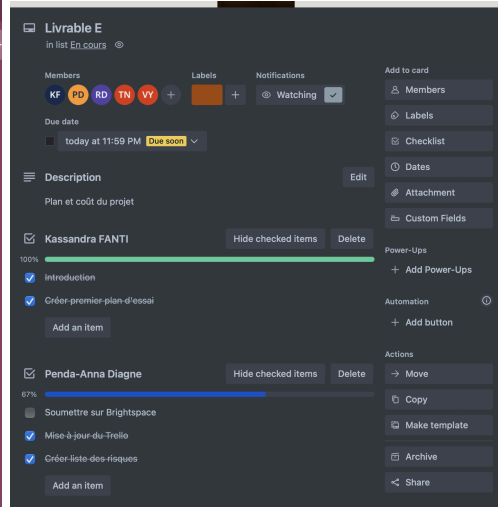 Livrable E
in list En cours
Members
Labels
Notifications
KF PD RD TN VY +
+
Watching
Due date
today at 11:59 PM Due soon
Description
Edit
Plan et coût du projet
Kassandra FANTI
Hide checked items
Delete
100%
Introduction
Créer premier plan d'essai
Add an item
Penda-Anna Diagne
Hide checked items
Delete
67%
Soumettre sur Brightspace
Mise à jour du Trello
Créer liste des risques
Add an item
Add to card
Members
Labels
Checklist
Dates
Attachment
Custom Fields
Power-Ups
+ Add Power-Ups
Automation
+ Add button
Actions
Move
Copy
Make template
Archive
Share